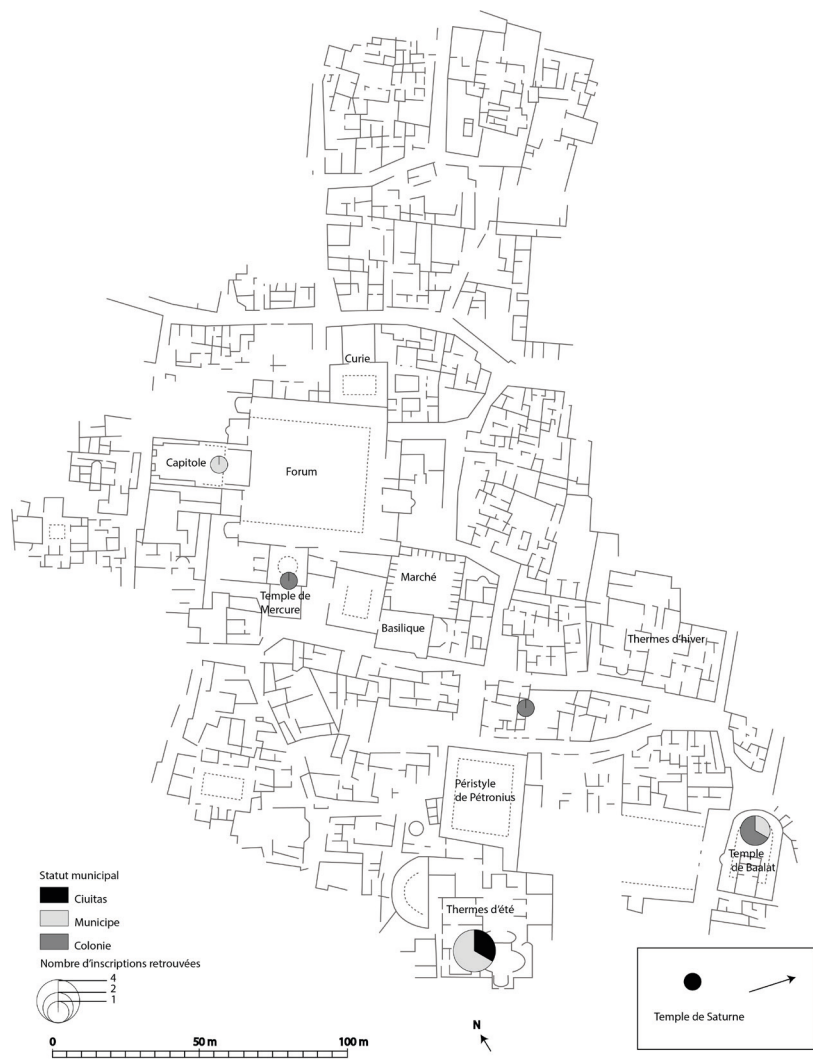 Curie
Capitole
Forum
Marché
Temple de
Mercure
Basilique
Thermes d'hiver
Péristyle
de Pétronius
Temple
de Baalat
Thermes d'été
Statut municipal
Ciuitas
Municipe
Colonie
Nombre d'inscriptions retrouvées
4
2
1
0 50 m 100 m
N
Temple de Saturne